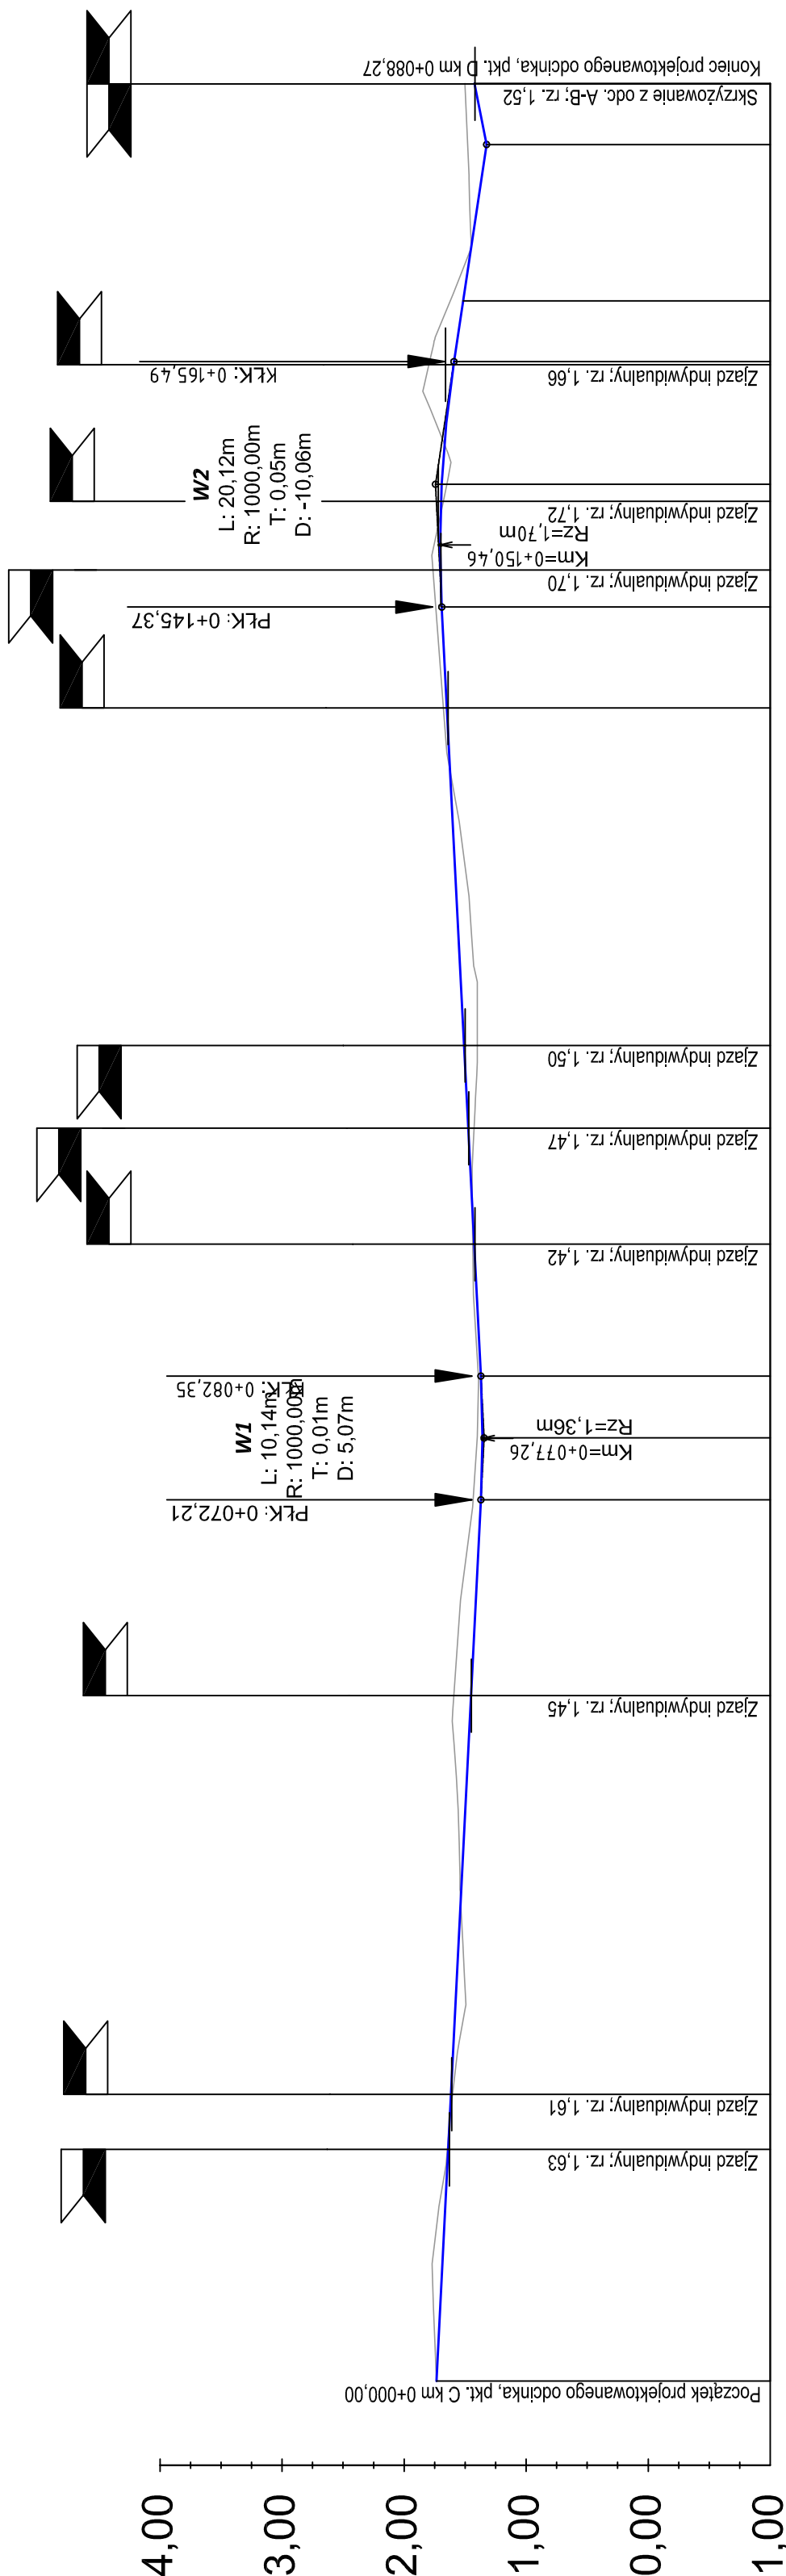 Koniec projektowanego odcinka, pkt. D km 0+088,27
Skrzyżowanie z odc. A-B; rz. 1,52
KŁK: 0+165,49
Zjazd indywidualny; rz. 1,66
W2
L: 20,12m
R: 1000,00m
T: 0,05m
D: -10,06m
Zjazd indywidualny; rz. 1,72
Rz=1,70m
Km=0+150,46
Zjazd indywidualny; rz. 1,70
PŁK: 0+145,37
Zjazd indywidualny; rz. 1,50
Zjazd indywidualny; rz. 1,47
Zjazd indywidualny; rz. 1,42
KŁK: 0+082,35
W1
L: 10,14m
R: 1000,00m
T: 0,01m
D: 5,07m
Rz=1,36m
Km=0+077,26
PŁK: 0+072,21
Zjazd indywidualny; rz. 1,45
Zjazd indywidualny; rz. 1,61
Zjazd indywidualny; rz. 1,63
Początek projektowanego odcinka, pkt. C km 0+000,00
4,00
3,00
2,00
1,00
0,00
1,00